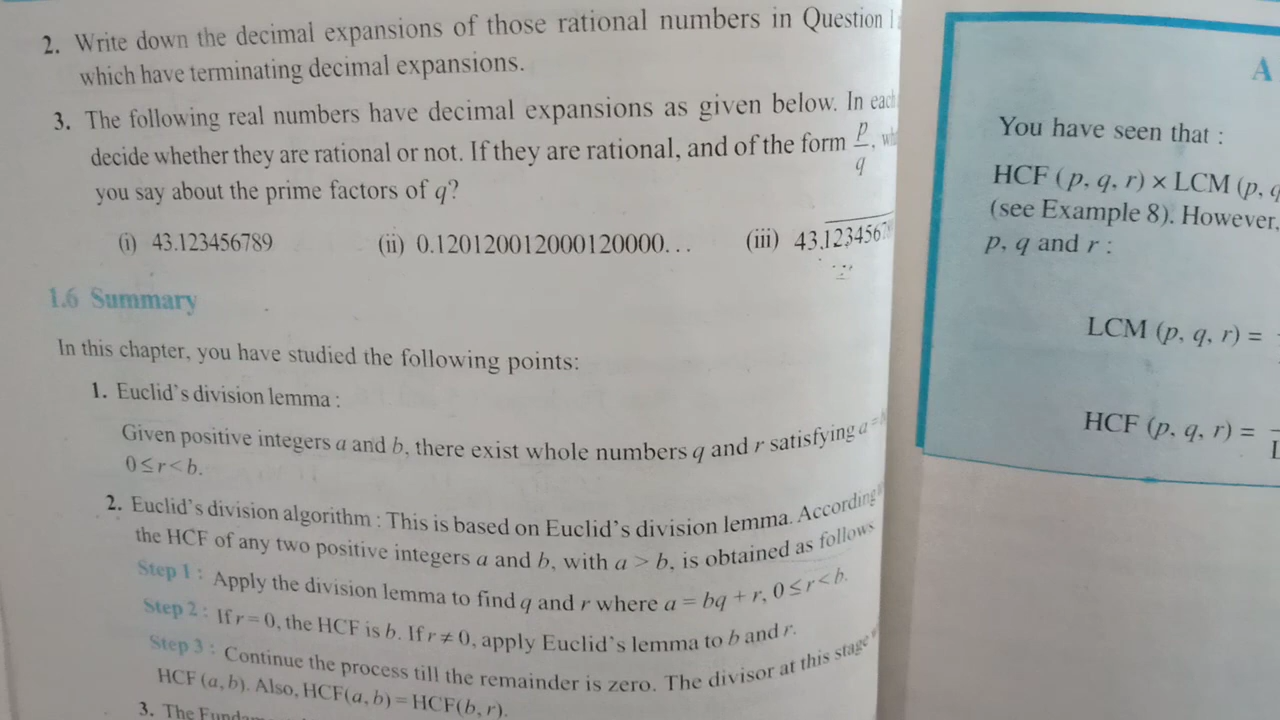 2. Write down the decimal expansions of those rational numbers in Question 1
which have terminating decimal expansions.
3. The following real numbers have decimal expansions as given below. In each
decide whether they are rational or not. If they are rational, and of the form p/q,
you say about the prime factors of q?
(i) 43.123456789 (ii) 0.120120012000120000... (iii) 43.1234567
1.6 Summary
In this chapter, you have studied the following points:
1. Euclid's division lemma :
Given positive integers a and b, there exist whole numbers q and r satisfying a =
0 ≤ r < b.
2. Euclid's division algorithm : This is based on Euclid's division lemma. According
the HCF of any two positive integers a and b, with a > b, is obtained as follows
Step 1 : Apply the division lemma to find q and r where a = bq + r, 0 ≤ r < b.
Step 2 : If r = 0, the HCF is b. If r ≠ 0, apply Euclid's lemma to b and r.
Step 3 : Continue the process till the remainder is zero. The divisor at this stage
HCF (a, b). Also, HCF(a, b) = HCF(b, r).
3. The
A
You have seen that :
HCF (p, q, r) × LCM (p, q
(see Example 8). However,
p, q and r :
LCM (p, q, r) =
HCF (p, q, r) =